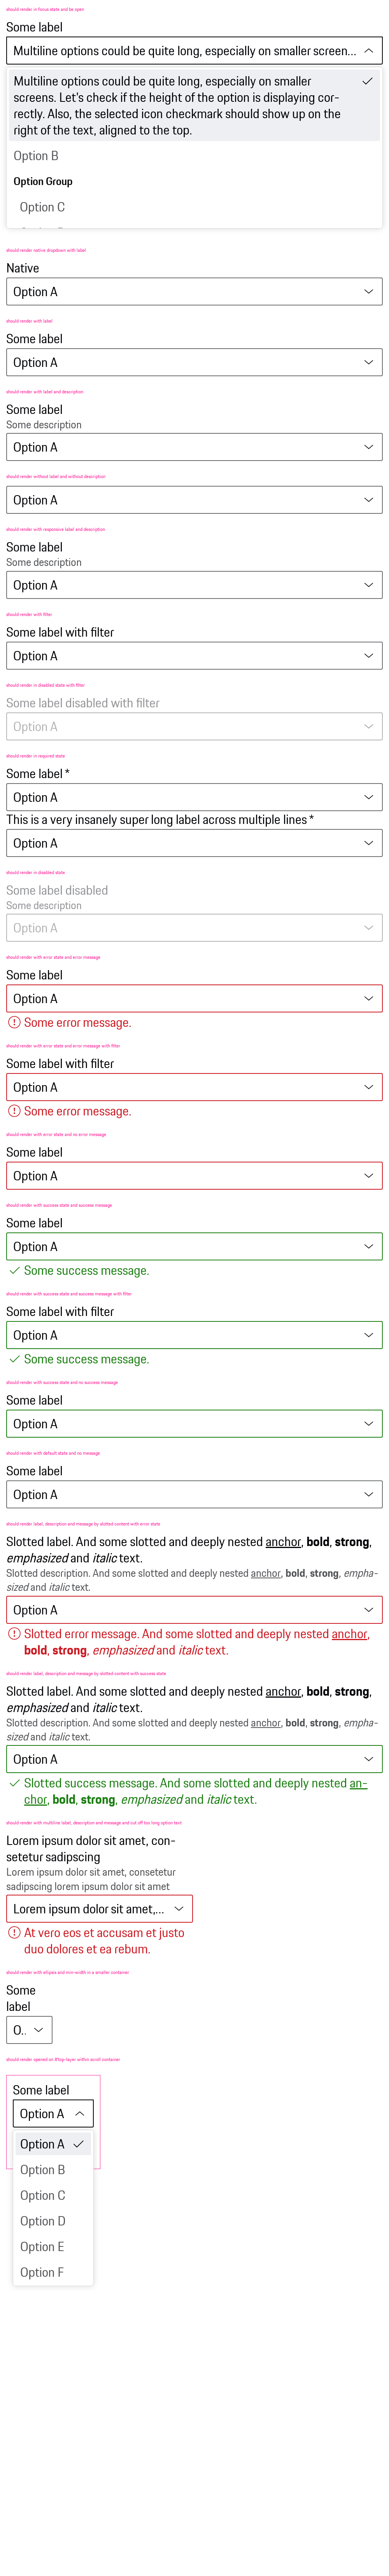 should render in focus state and be open
Some label
Multiline options could be quite long, especially on smaller screen...
Multiline options could be quite long, especially on smaller
screens. Let's check if the height of the option is displaying cor-
rectly. Also, the selected icon checkmark should show up on the
right of the text, aligned to the top.
Option B
Option Group
Option C
should render native dropdown with label
Native
Option A
should render with label
Some label
Option A
should render with label and description
Some label
Some description
Option A
should render without label and without description
Option A
should render with responsive label and description
Some label
Some description
Option A
should render with filter
Some label with filter
Option A
should render in disabled state with filter
Some label disabled with filter
Option A
should render in required state
Some label *
Option A
This is a very insanely super long label across multiple lines *
Option A
should render in disabled state
Some label disabled
Some description
Option A
should render with error state and error message
Some label
Option A
Some error message.
should render with error state and error message with filter
Some label with filter
Option A
Some error message.
should render with error state and no error message
Some label
Option A
should render with success state and success message
Some label
Option A
Some success message.
should render with success state and success message with filter
Some label with filter
Option A
Some success message.
should render with success state and no success message
Some label
Option A
should render with default state and no message
Some label
Option A
should render label, description and message by slotted content with error state
Slotted label. And some slotted and deeply nested anchor, bold, strong,
emphasized and italic text.
Slotted description. And some slotted and deeply nested anchor, bold, strong, empha-
sized and italic text.
Option A
Slotted error message. And some slotted and deeply nested anchor,
bold, strong, emphasized and italic text.
should render label, description and message by slotted content with success state
Slotted label. And some slotted and deeply nested anchor, bold, strong,
emphasized and italic text.
Slotted description. And some slotted and deeply nested anchor, bold, strong, empha-
sized and italic text.
Option A
Slotted success message. And some slotted and deeply nested an-
chor, bold, strong, emphasized and italic text.
should render with multiline label, description and message and cut off too long option text
Lorem ipsum dolor sit amet, con-
setetur sadipscing
Lorem ipsum dolor sit amet, consetetur
sadipscing lorem ipsum dolor sit amet
Lorem ipsum dolor sit amet,...
At vero eos et accusam et justo
duo dolores et ea rebum.
should render with ellipsis and min-width in a smaller container
Some
label
O..
should render opened on #top-layer within scroll container
Some label
Option A
Option A
Option B
Option C
Option D
Option E
Option F